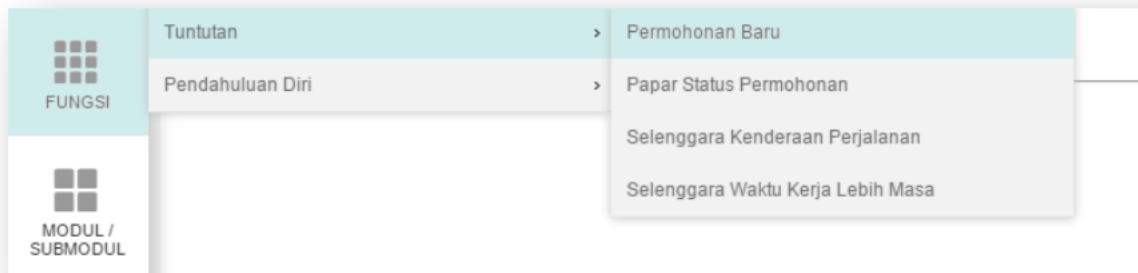 FUNGSI
MODUL /
SUBMODUL
Tuntutan
Pendahuluan Diri
Permohonan Baru
Papar Status Permohonan
Selenggara Kenderaan Perjalanan
Selenggara Waktu Kerja Lebih Masa